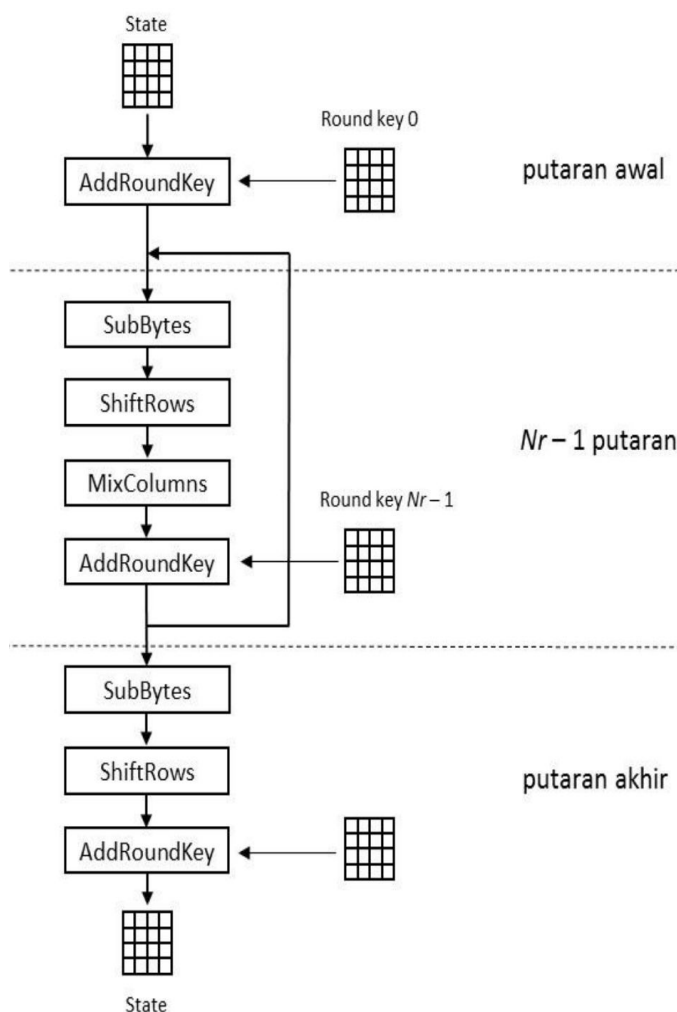 State
Round key 0
AddRoundKey
putaran awal
SubBytes
ShiftRows
MixColumns
Nr – 1 putaran
Round key Nr – 1
AddRoundKey
SubBytes
ShiftRows
putaran akhir
AddRoundKey
State